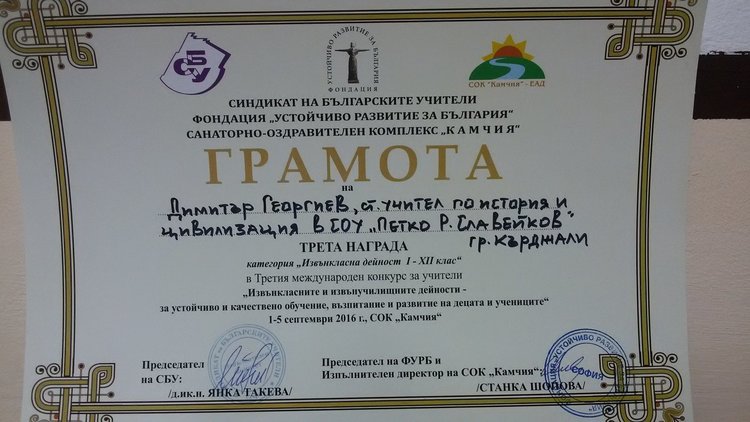 СБУ
УСТОЙЧИВО РАЗВИТИЕ ЗА БЪЛГАРИЯ
ФОНДАЦИЯ
СОК "Камчия" - ЕАД
СИНДИКАТ НА БЪЛГАРСКИТЕ УЧИТЕЛИ
ФОНДАЦИЯ „УСТОЙЧИВО РАЗВИТИЕ ЗА БЪЛГАРИЯ“
САНАТОРНО-ОЗДРАВИТЕЛЕН КОМПЛЕКС „КАМЧИЯ“
ГРАМОТА
на
Димитър Георгиев, ст. учител по история и
цивилизация в СОУ „Петко Р. Славейков“
гр. Кърджали
ТРЕТА НАГРАДА
категория „Извънкласна дейност I - XII клас“
в Третия международен конкурс за учители
„Извънкласните и извънучилищните дейности -
за устойчиво и качествено обучение, възпитание и развитие на децата и учениците“
1-5 септември 2016 г., СОК „Камчия“
Председател
на СБУ:
/д.ик.н. ЯНКА ТАКЕВА/
Председател на ФУРБ и
Изпълнителен директор на СОК „Камчия“:
/СТАНКА ШОПОВА/
СОФИЯ